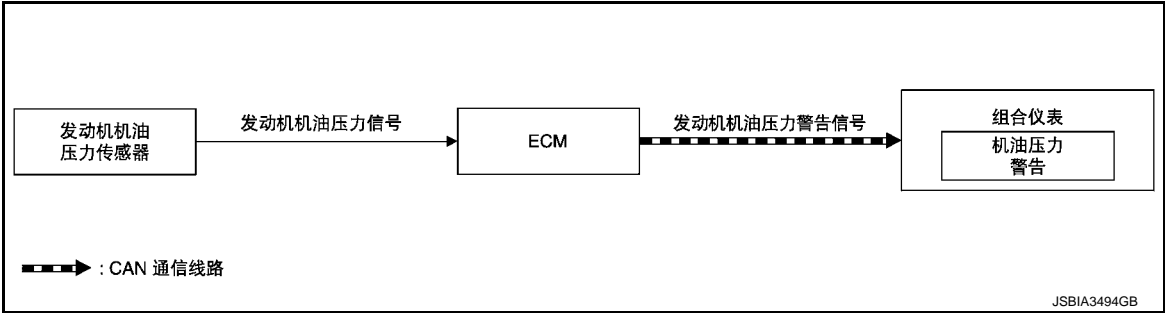 发动机机油
压力传感器
发动机机油压力信号
ECM
发动机机油压力警告信号
组合仪表
机油压力
警告
: CAN 通信线路
JSBIA3494GB